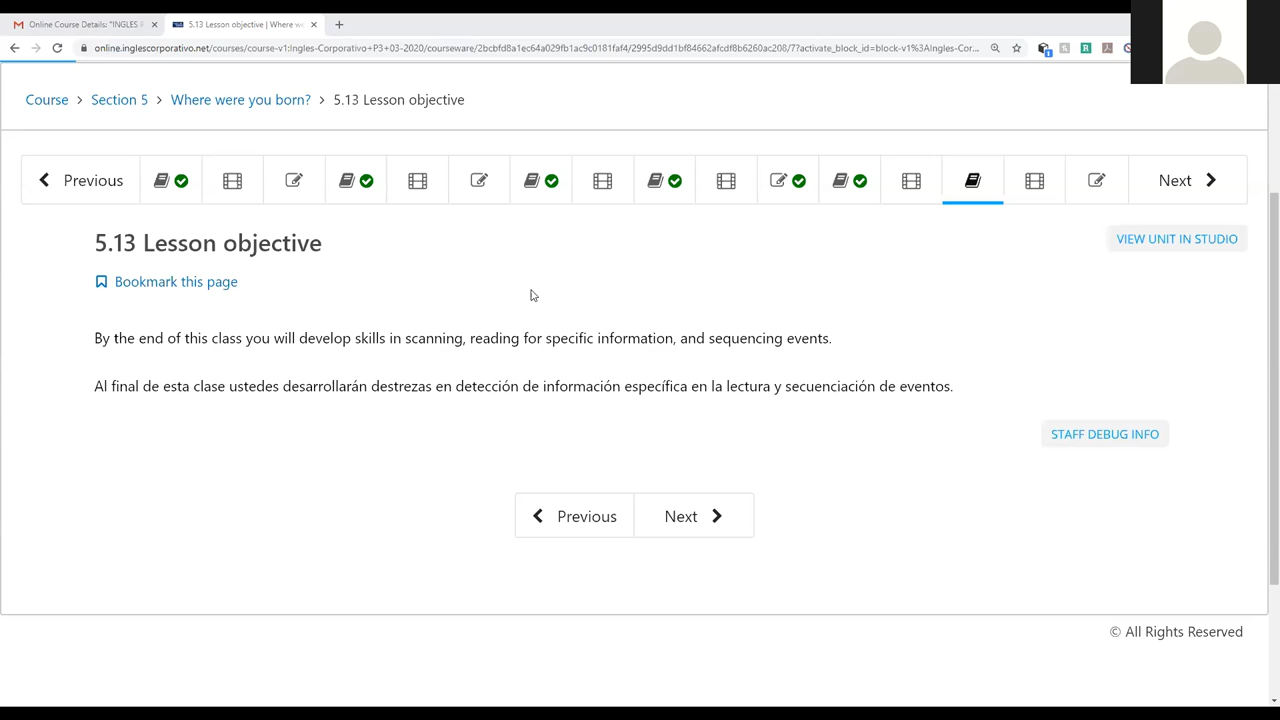 Online Course Details: "INGLES P
5.13 Lesson objective | Where w
online.inglescorporativo.net/courses/course-v1:Ingles-Corporativo+P3+03-2020/courseware/2bcbfd8a1ec64a029fb1ac9c0181faf4/2995d9dd1bf84662afcdf8b6260ac208/7?activate_block_id=block-v1%3AIngles-Cor...
Course > Section 5 > Where were you born? > 5.13 Lesson objective
Previous Next
5.13 Lesson objective
VIEW UNIT IN STUDIO
Bookmark this page
By the end of this class you will develop skills in scanning, reading for specific information, and sequencing events.
Al final de esta clase ustedes desarrollarán destrezas en detección de información específica en la lectura y secuenciación de eventos.
STAFF DEBUG INFO
Previous Next
© All Rights Reserved